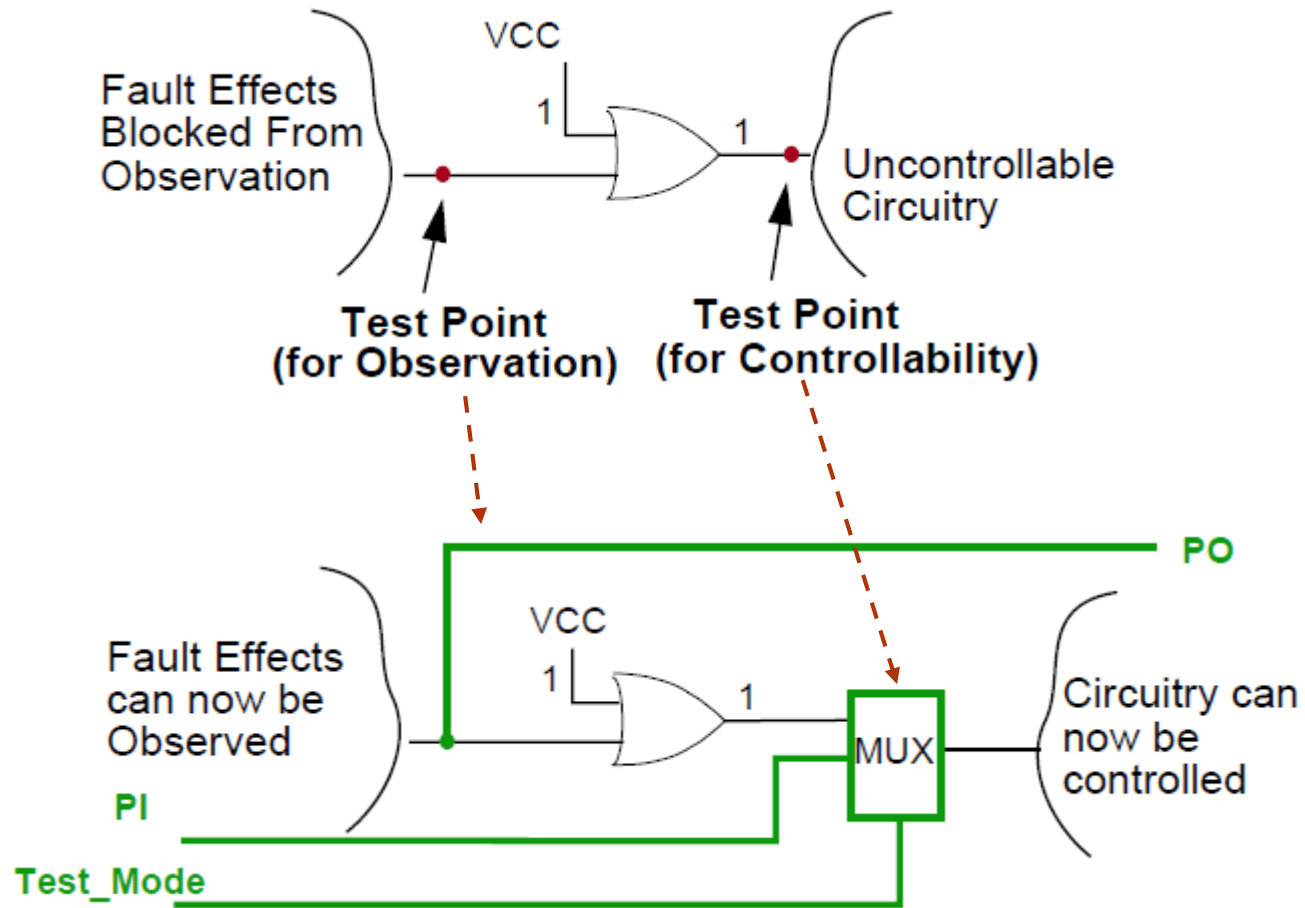 VCC
Fault Effects
Blocked From
Observation
1
1
Uncontrollable
Circuitry
Test Point
(for Observation)
Test Point
(for Controllability)
PO
VCC
Fault Effects
can now be
Observed
1
1
MUX
Circuitry can
now be
controlled
PI
Test_Mode